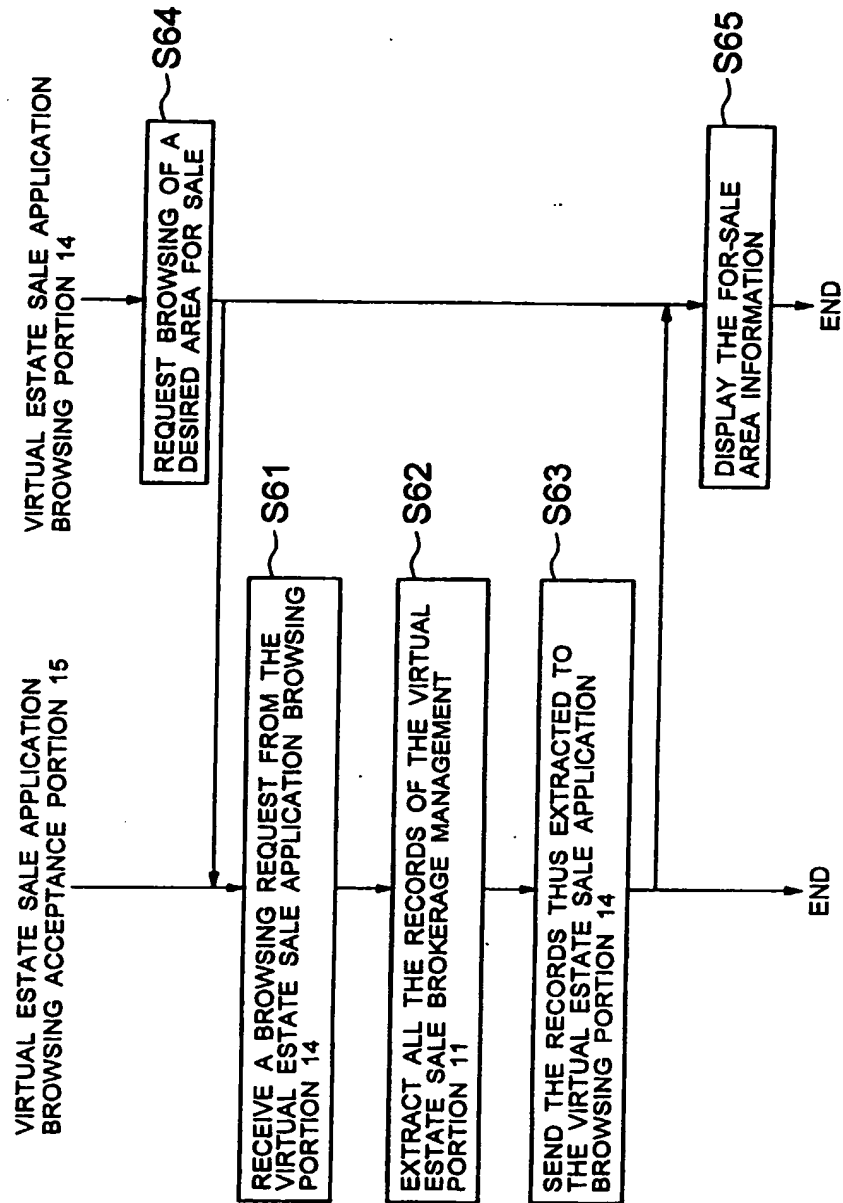 VIRTUAL ESTATE SALE APPLICATION
BROWSING ACCEPTANCE PORTION 15
VIRTUAL ESTATE SALE APPLICATION
BROWSING PORTION 14
S64
REQUEST BROWSING OF A
DESIRED AREA FOR SALE
S61
RECEIVE A BROWSING REQUEST FROM THE
VIRTUAL ESTATE SALE APPLICATION BROWSING
PORTION 14
S62
EXTRACT ALL THE RECORDS OF THE VIRTUAL
ESTATE SALE BROKERAGE MANAGEMENT
PORTION 11
S63
SEND THE RECORDS THUS EXTRACTED TO
THE VIRTUAL ESTATE SALE APPLICATION
BROWSING PORTION 14
S65
DISPLAY THE FOR-SALE
AREA INFORMATION
END
END